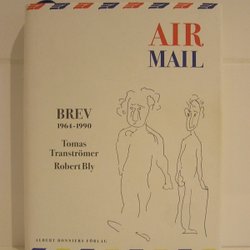 AIR
MAIL
BREV
1964-1990
Tomas
Tranströmer
Robert Bly
ALBERT BONNIERS FÖRLAG